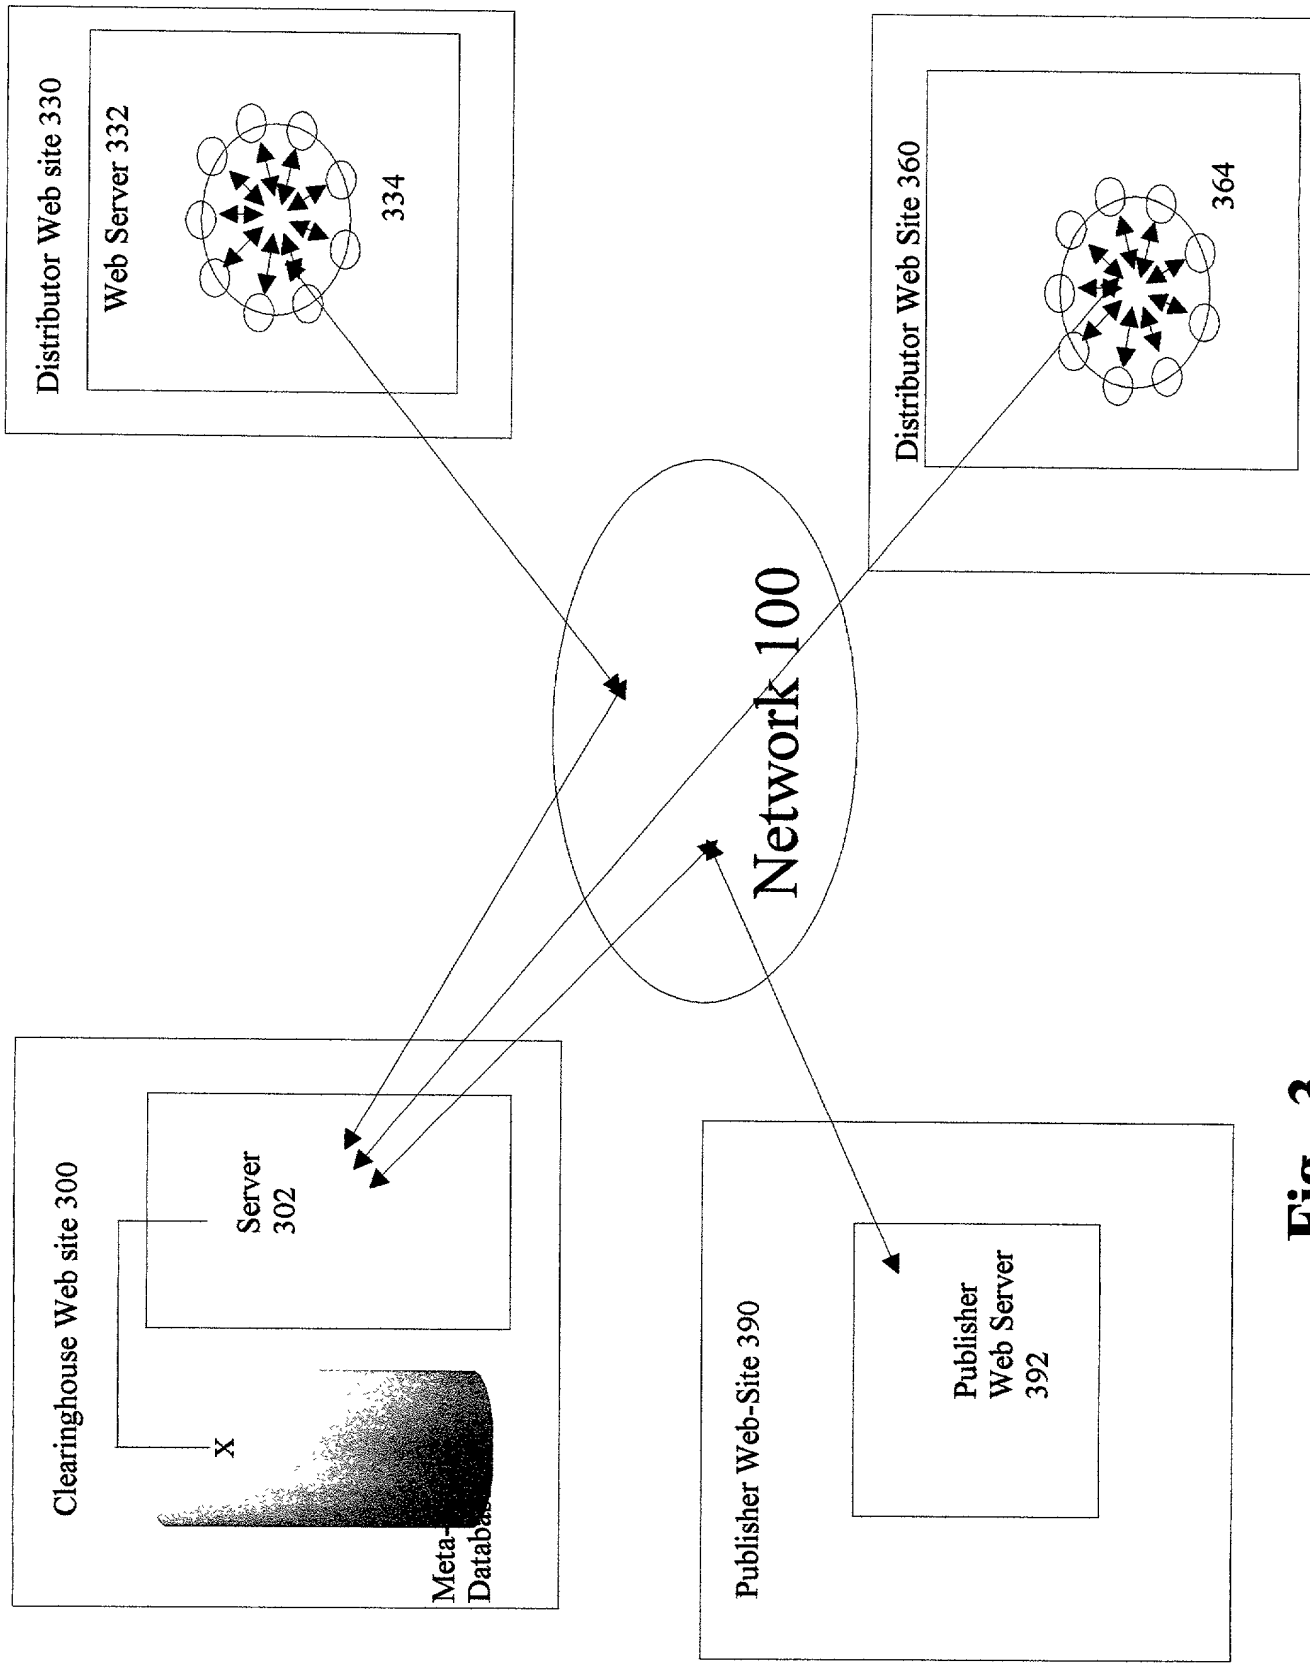 Clearinghouse Web site 300
X
Server
302
Meta-
Databas
Distributor Web site 330
Web Server 332
334
Network 100
Publisher Web-Site 390
Publisher
Web Server
392
Distributor Web Site 360
364
Fig. 3